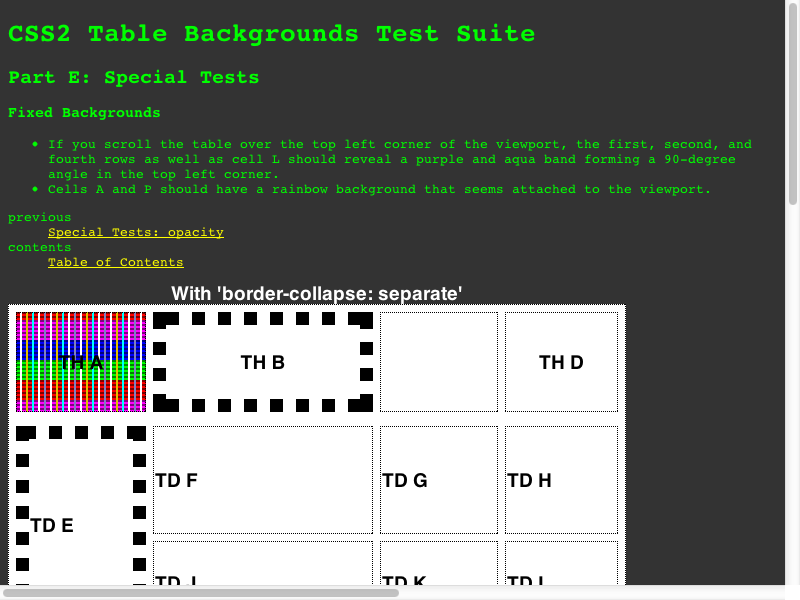 CSS2 Table Backgrounds Test Suite
Part E: Special Tests
Fixed Backgrounds
• If you scroll the table over the top left corner of the viewport, the first, second, and
fourth rows as well as cell L should reveal a purple and aqua band forming a 90-degree
angle in the top left corner.
• Cells A and P should have a rainbow background that seems attached to the viewport.
previous
Special Tests: opacity
contents
Table of Contents
With 'border-collapse: separate'
TH A TH B TH D
TD F TD G TD H
TD E
TD J TD K TD L